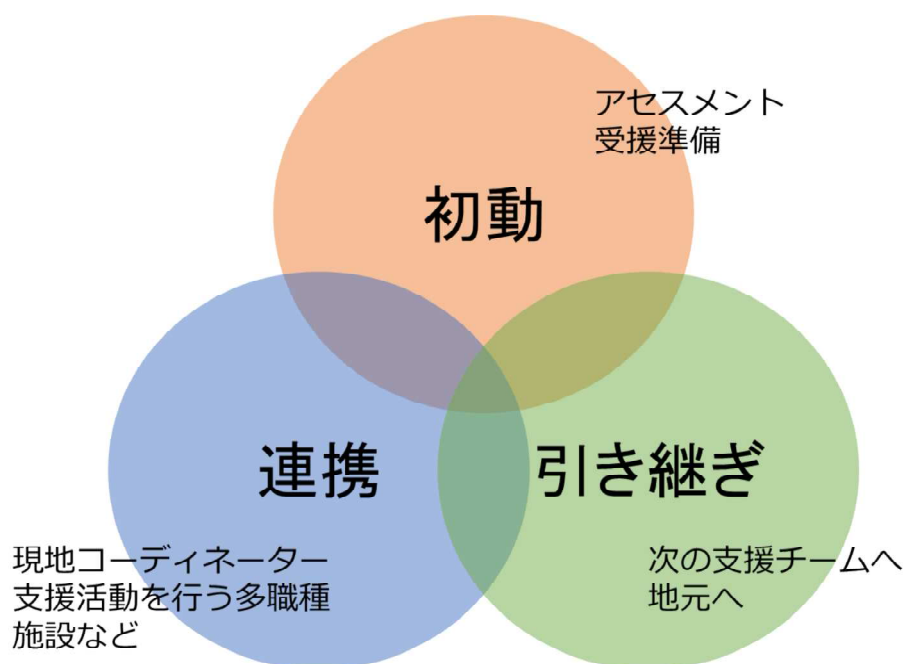 アセスメント
受援準備
初動
連携
引き継ぎ
現地コーディネーター
支援活動を行う多職種
施設など
次の支援チームへ
地元へ